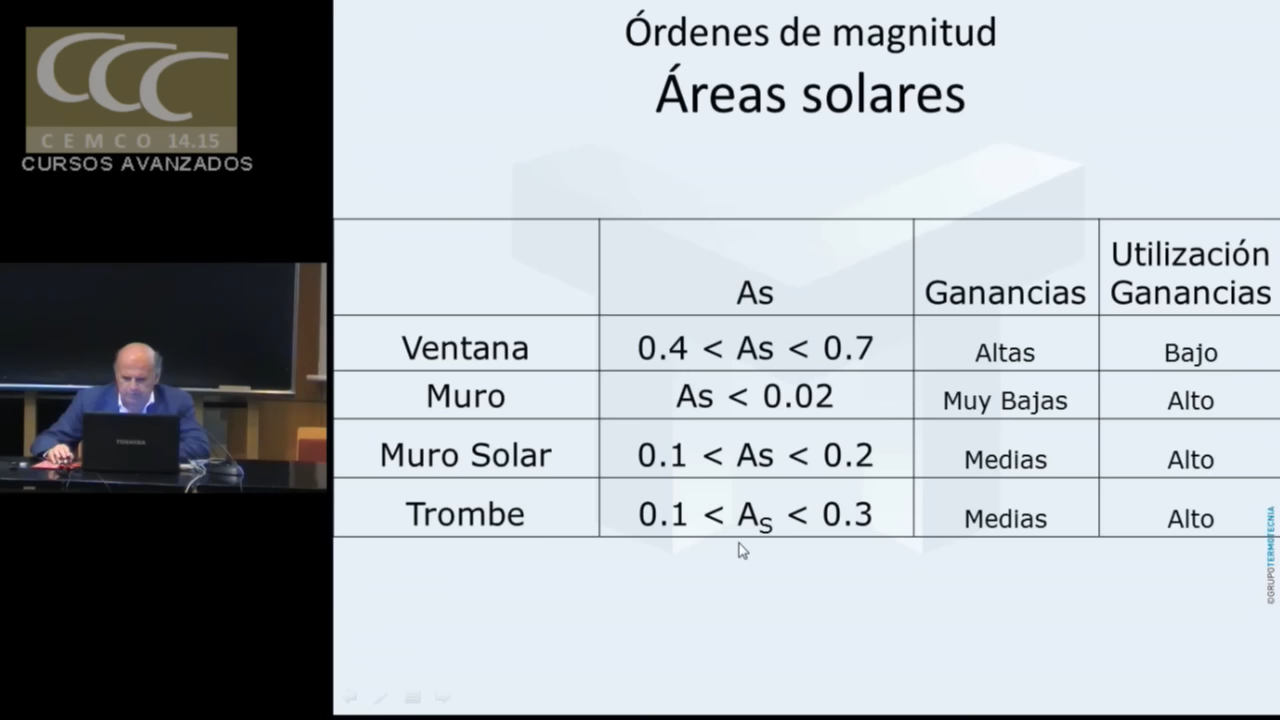 CCC
CEMCO 14.15
CURSOS AVANZADOS
Órdenes de magnitud
Áreas solares
As
Ganancias
Utilización
Ganancias
Ventana
0.4 < As < 0.7
Altas
Bajo
Muro
As < 0.02
Muy Bajas
Alto
Muro Solar
0.1 < As < 0.2
Medias
Alto
Trombe
0.1 < AS < 0.3
Medias
Alto
TOSHIBA
©GRUPOTERMOTECNIA